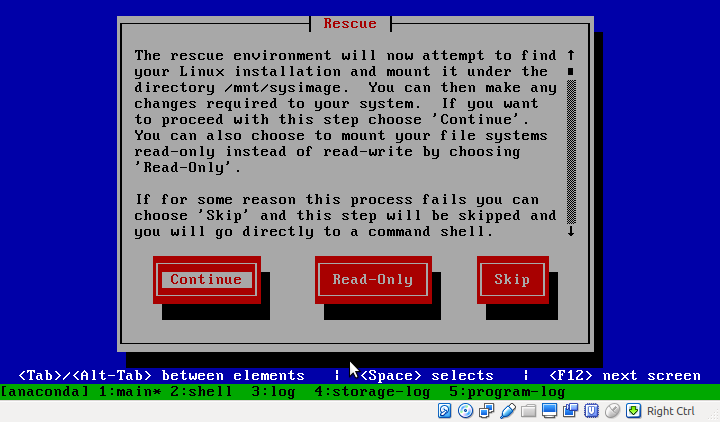 Rescue
The rescue environment will now attempt to find
your Linux installation and mount it under the
directory /mnt/sysimage.  You can then make any
changes required to your system.  If you want
to proceed with this step choose 'Continue'.
You can also choose to mount your file systems
read-only instead of read-write by choosing
'Read-Only'.
If for some reason this process fails you can
choose 'Skip' and this step will be skipped and
you will go directly to a command shell.
Continue Read-Only Skip
<Tab>/<Alt-Tab> between elements | <Space> selects | <F12> next screen
[anaconda] 1:main* 2:shell  3:log  4:storage-log  5:program-log
Right Ctrl